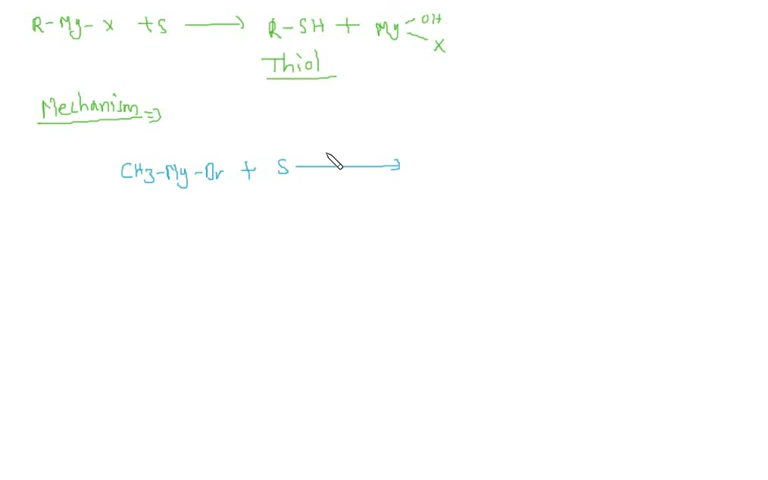 R-Mg-X + S → R-SH + Mg OH X
Thiol
Mechanism ⇒
CH3-Mg-Br + S →